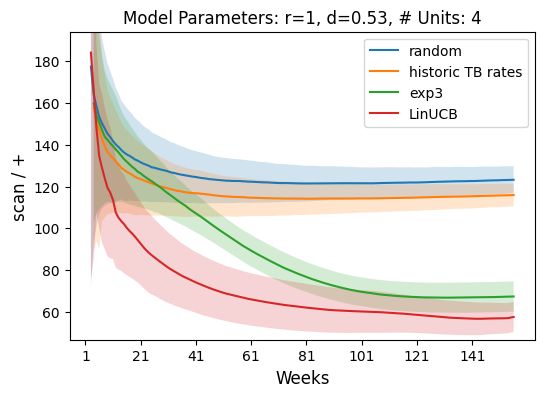 Model Parameters: r=1, d=0.53, # Units: 4
random
historic TB rates
exp3
LinUCB
scan / +
180
160
140
120
100
80
60
1 21 41 61 81 101 121 141
Weeks